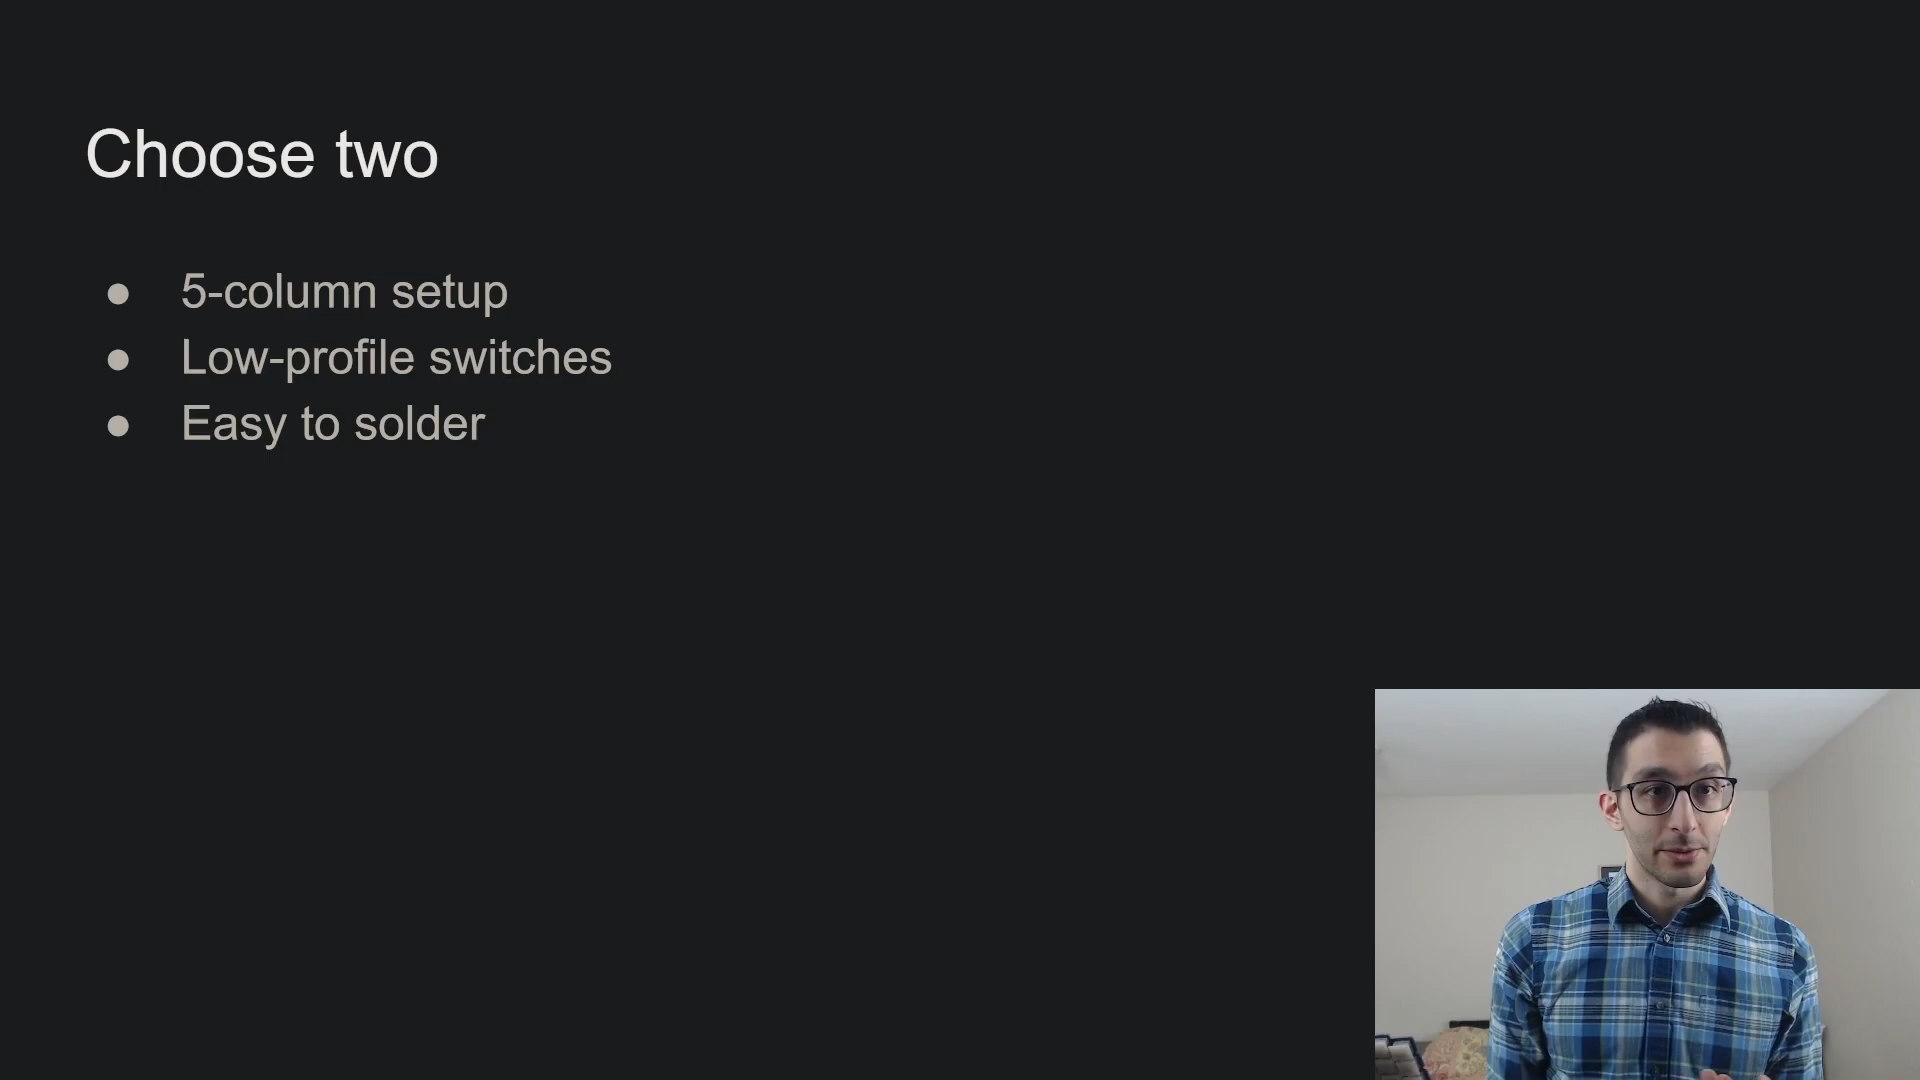 Choose two
● 5-column setup
● Low-profile switches
● Easy to solder